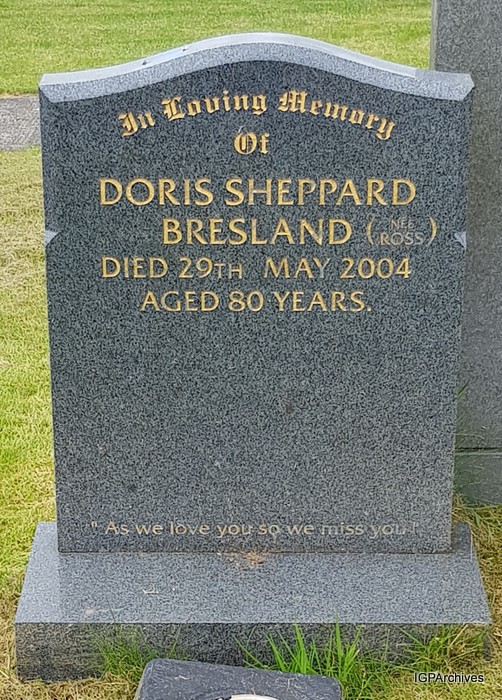 In Loving Memory
Of
DORIS SHEPPARD
BRESLAND (NEE ROSS)
DIED 29TH MAY 2004
AGED 80 YEARS.
" As we love you so we miss you "
IGPArchives